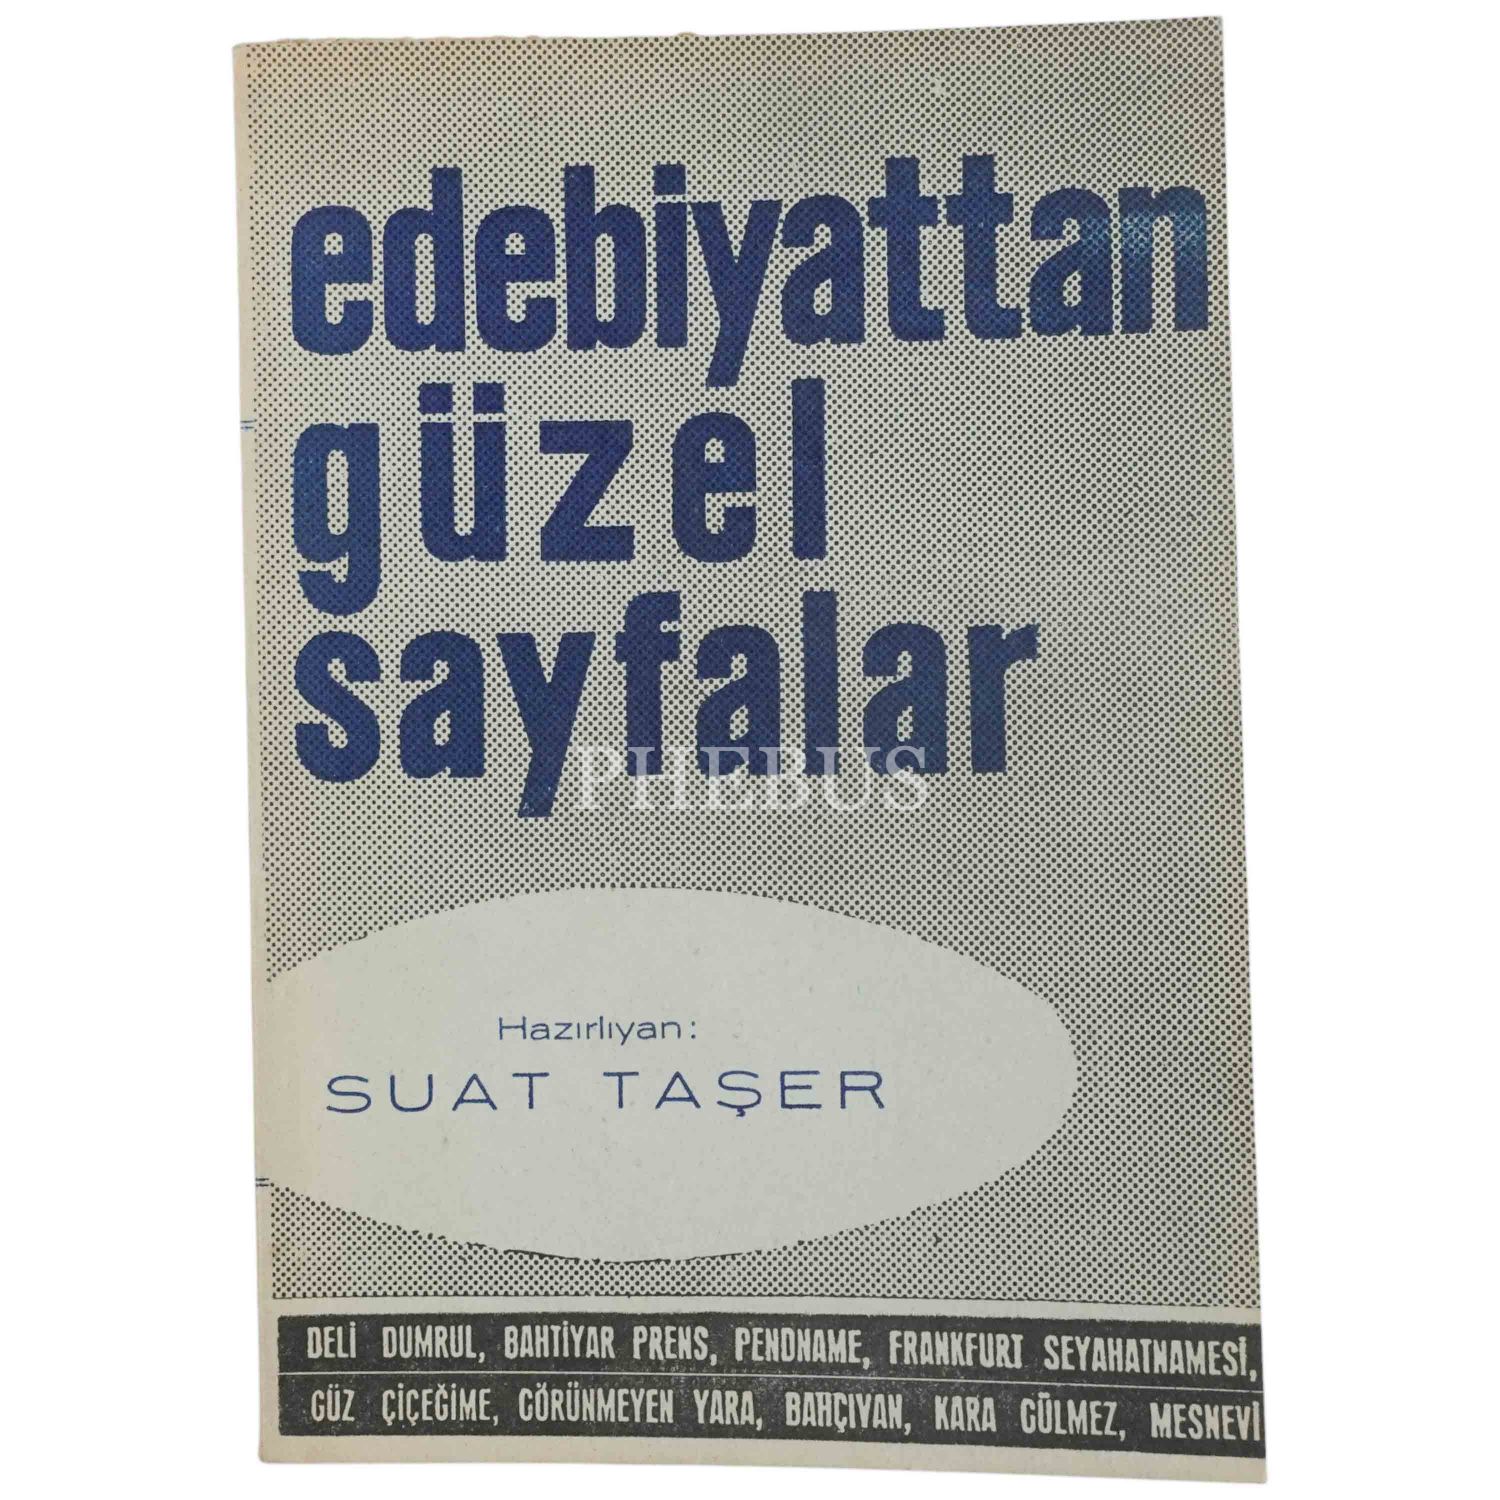 edebiyattan
güzel
sayfalar
PHEBUS
Hazırlıyan:
SUAT TAŞER
DELİ DUMRUL, BAHTİYAR PRENS, PENDNAME, FRANKFURT SEYAHATNAMESİ,
GÜZ ÇİÇEĞİME, GÖRÜNMEYEN YARA, BAHÇIVAN, KARA GÜLMEZ, MESNEVİ